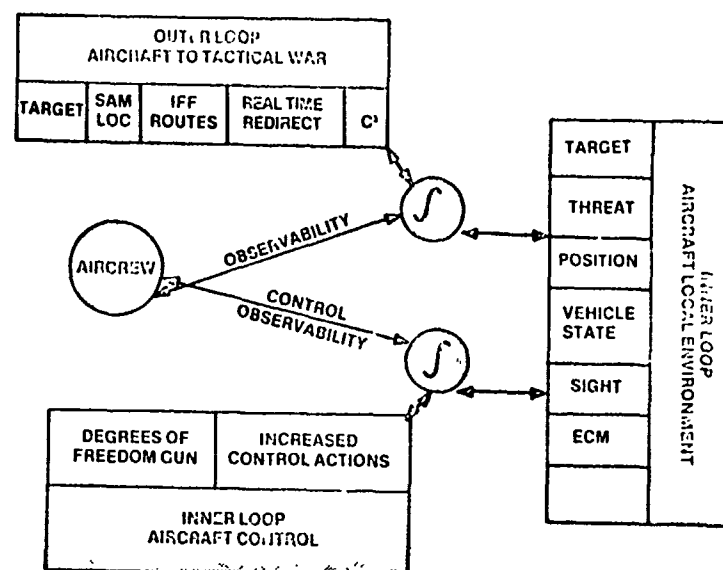 OUTER LOOP
AIRCRAFT TO TACTICAL WAR
TARGET
SAM
LOC
IFF
ROUTES
REAL TIME
REDIRECT
C³
∫
OBSERVABILITY
AIRCREW
CONTROL
OBSERVABILITY
∫
TARGET
THREAT
POSITION
VEHICLE
STATE
SIGHT
ECM
INNER LOOP
AIRCRAFT LOCAL ENVIRONMENT
DEGREES OF
FREEDOM GUN
INCREASED
CONTROL ACTIONS
INNER LOOP
AIRCRAFT CONTROL